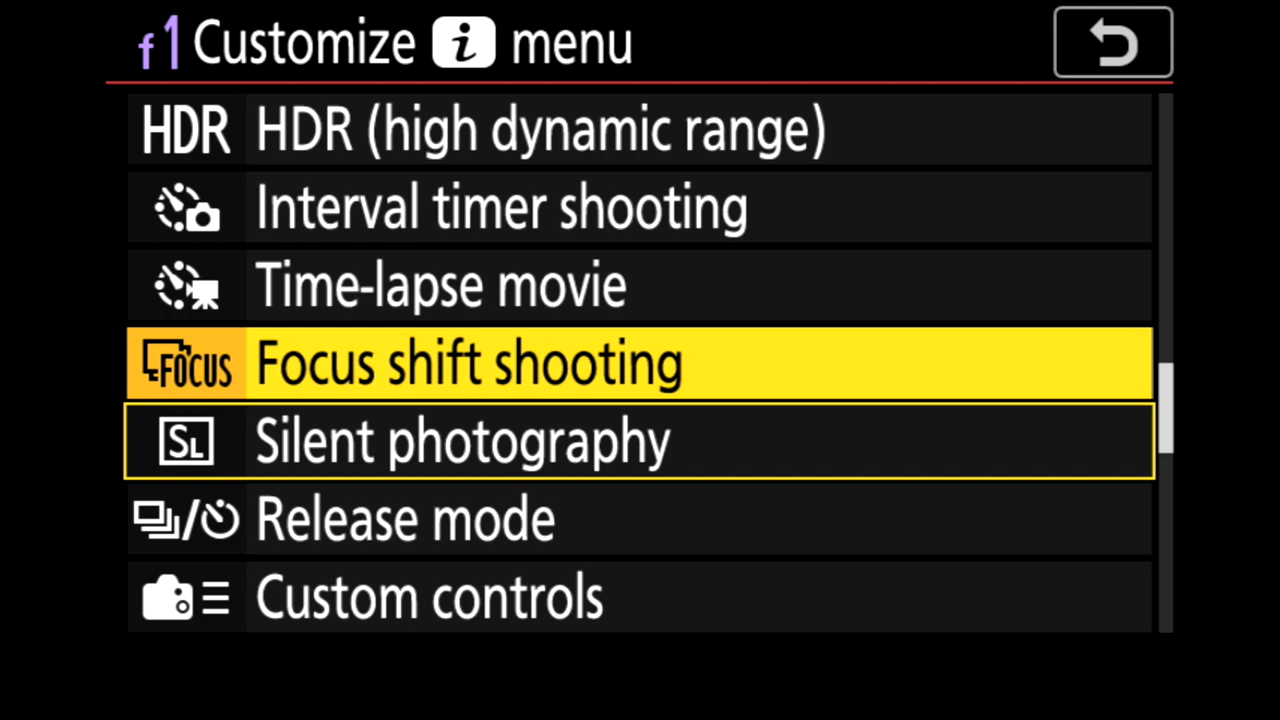 f1 Customize i menu
HDR HDR (high dynamic range)
Interval timer shooting
Time-lapse movie
FOCUS Focus shift shooting
SL Silent photography
Release mode
Custom controls